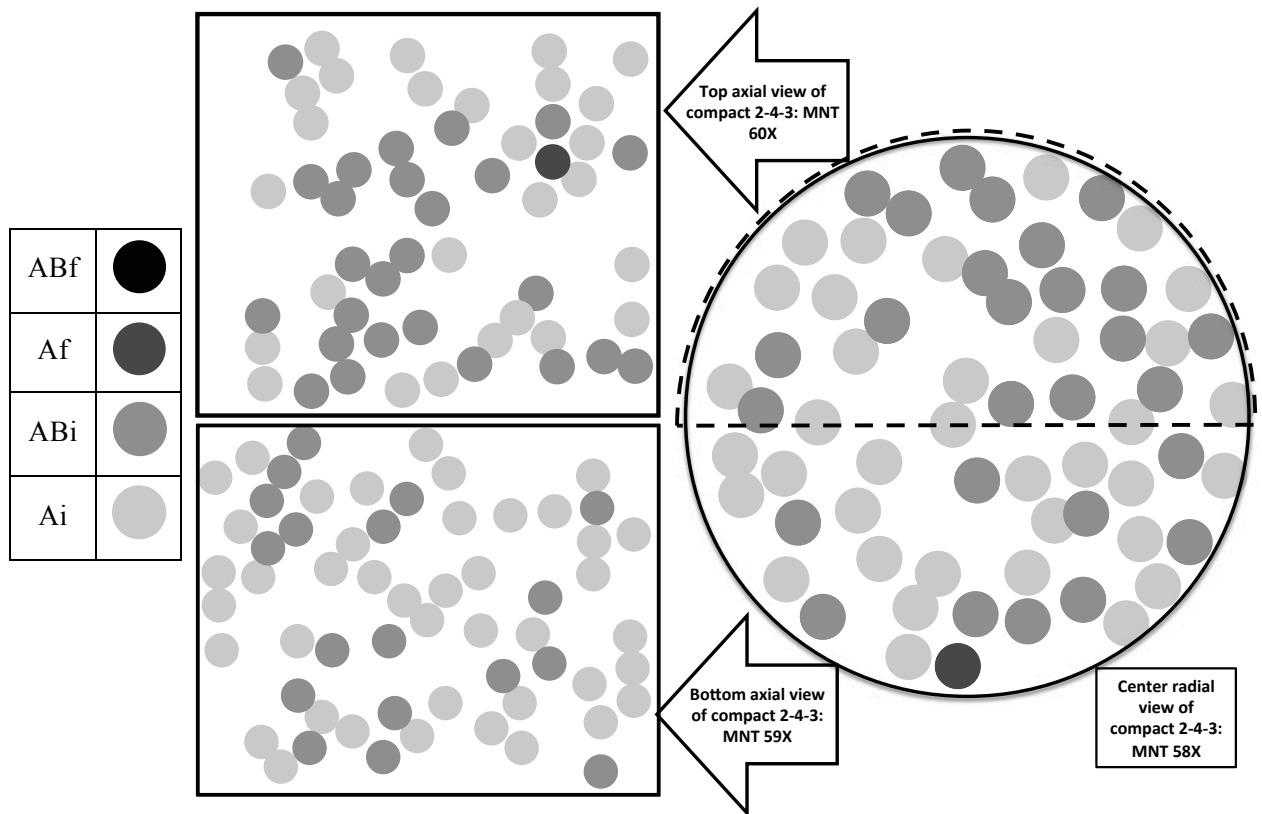 Top axial view of
compact 2-4-3: MNT
60X
ABf
Af
ABi
Ai
Bottom axial view
of compact 2-4-3:
MNT 59X
Center radial
view of
compact 2-4-3:
MNT 58X